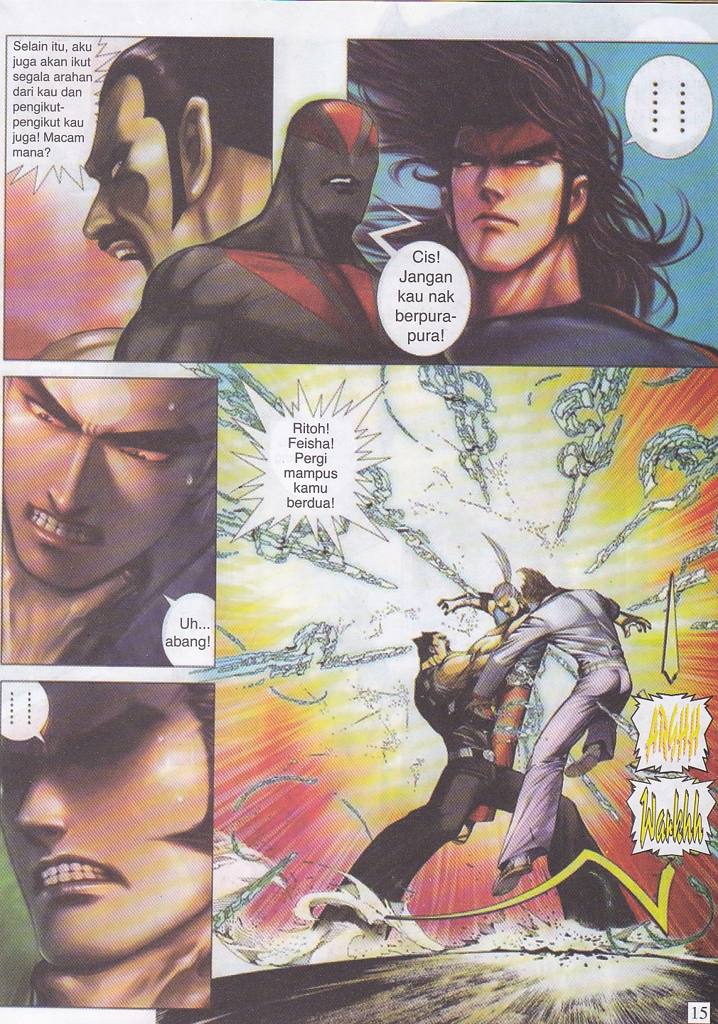 Selain itu, aku
juga akan ikut
segala arahan
dari kau dan
pengikut-
pengikut kau
juga! Macam
mana?
Cis!
Jangan
kau nak
berpura-
pura!
Ritoh!
Feisha!
Pergi
mampus
kamu
berdua!
Uh...
abang!
ARGHH
Warkhh
15